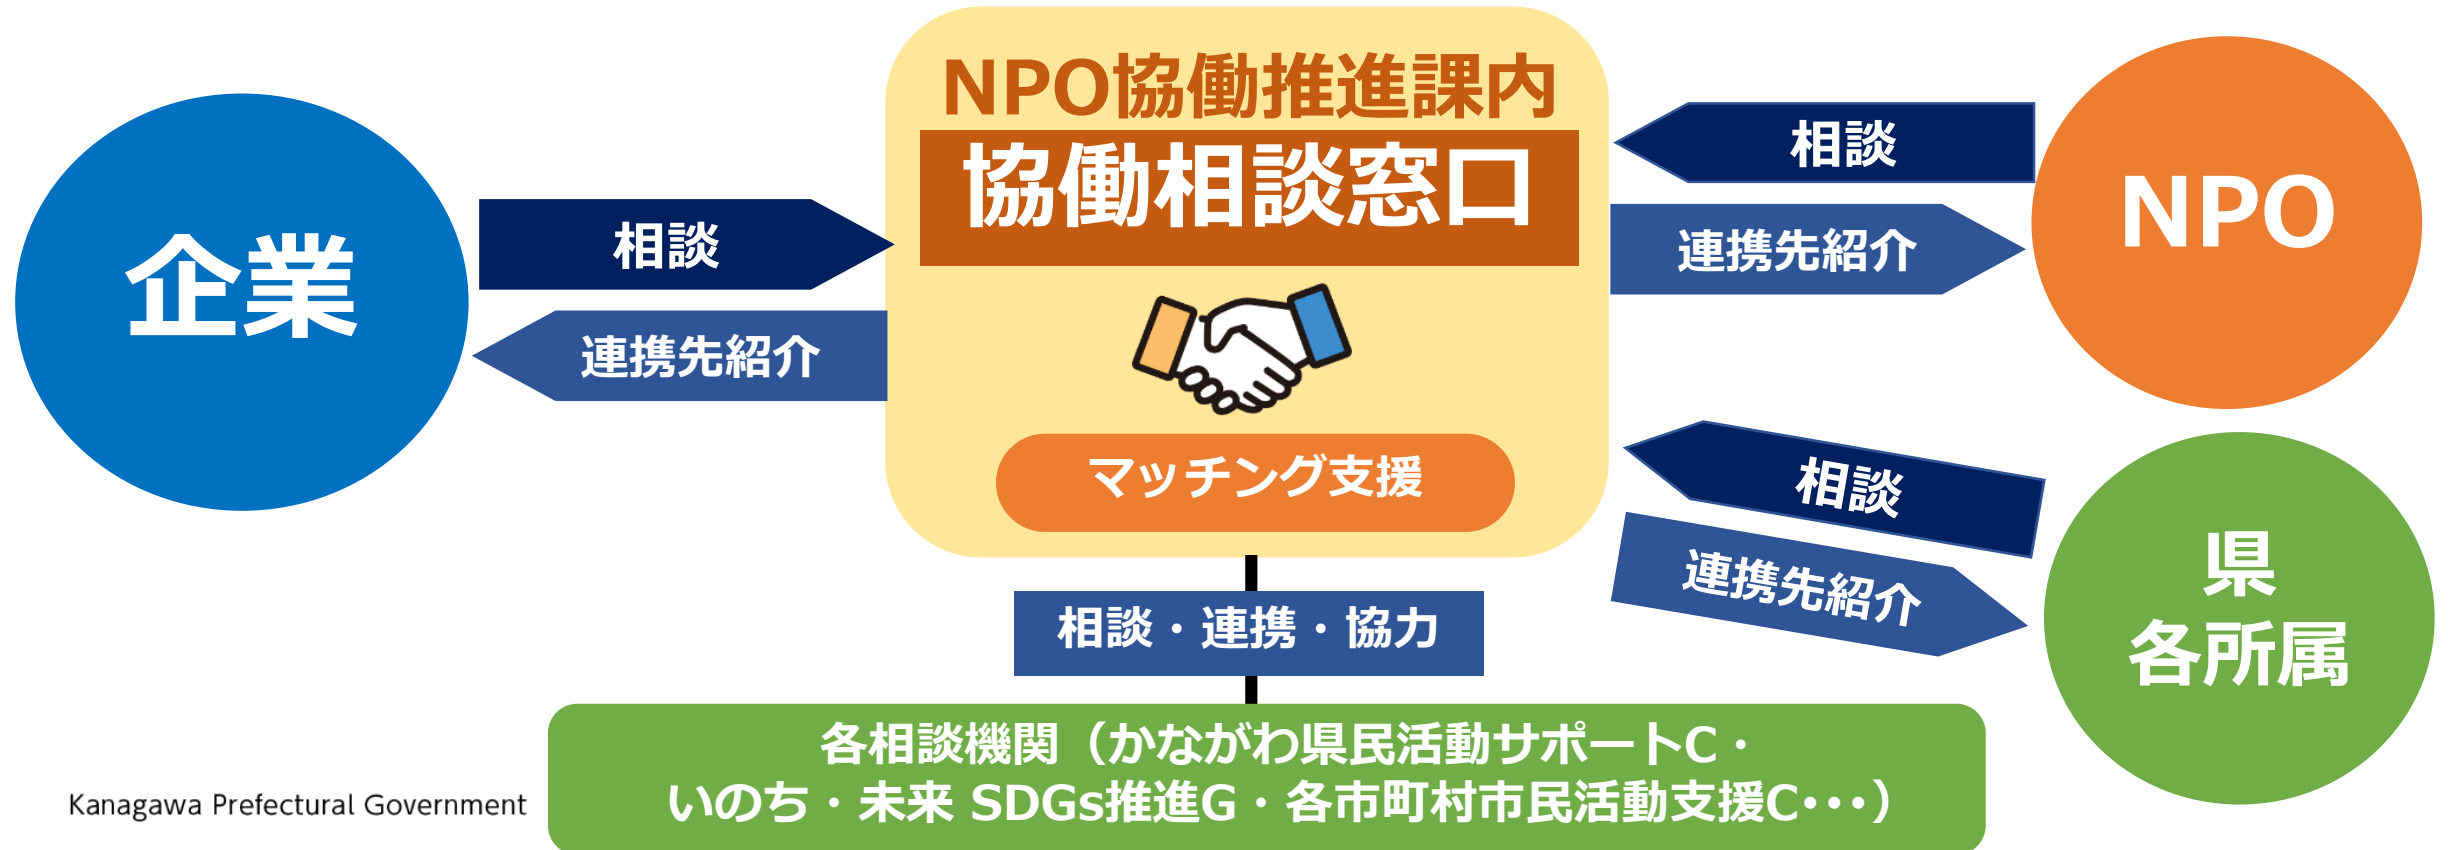 NPO協働推進課内
協働相談窓口
企業
相談
連携先紹介
マッチング支援
相談
連携先紹介
NPO
相談
連携先紹介
県
各所属
相談・連携・協力
各相談機関（かながわ県民活動サポートC・
いのち・未来 SDGs推進G・各市町村市民活動支援C･･･）
Kanagawa Prefectural Government